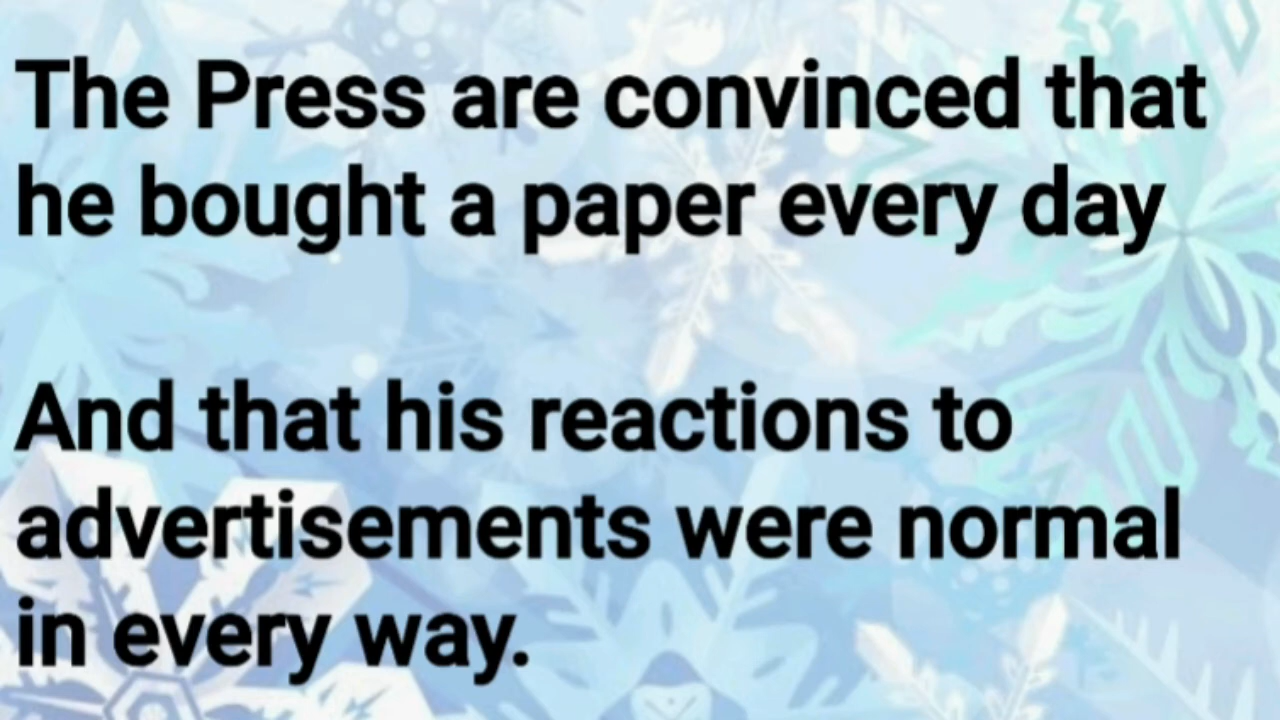 The Press are convinced that
he bought a paper every day
And that his reactions to
advertisements were normal
in every way.